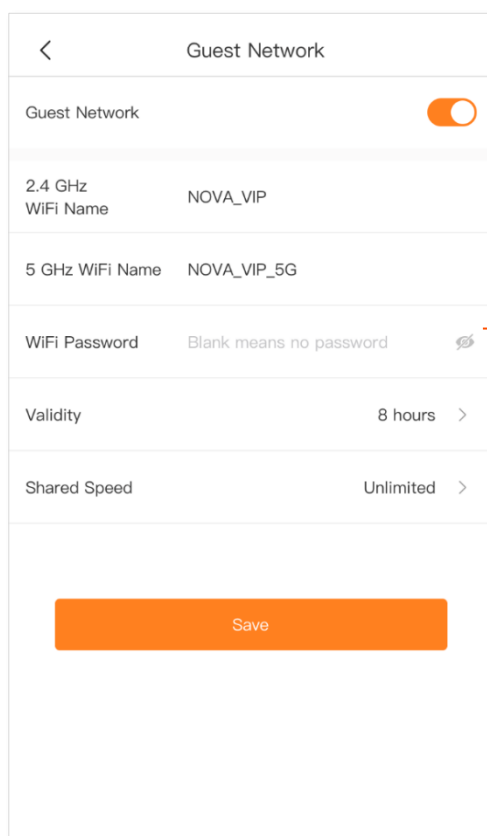 Guest Network
Guest Network
2.4 GHz
WiFi Name
NOVA_VIP
5 GHz WiFi Name NOVA_VIP_5G
WiFi Password Blank means no password
Validity 8 hours
Shared Speed Unlimited
Save